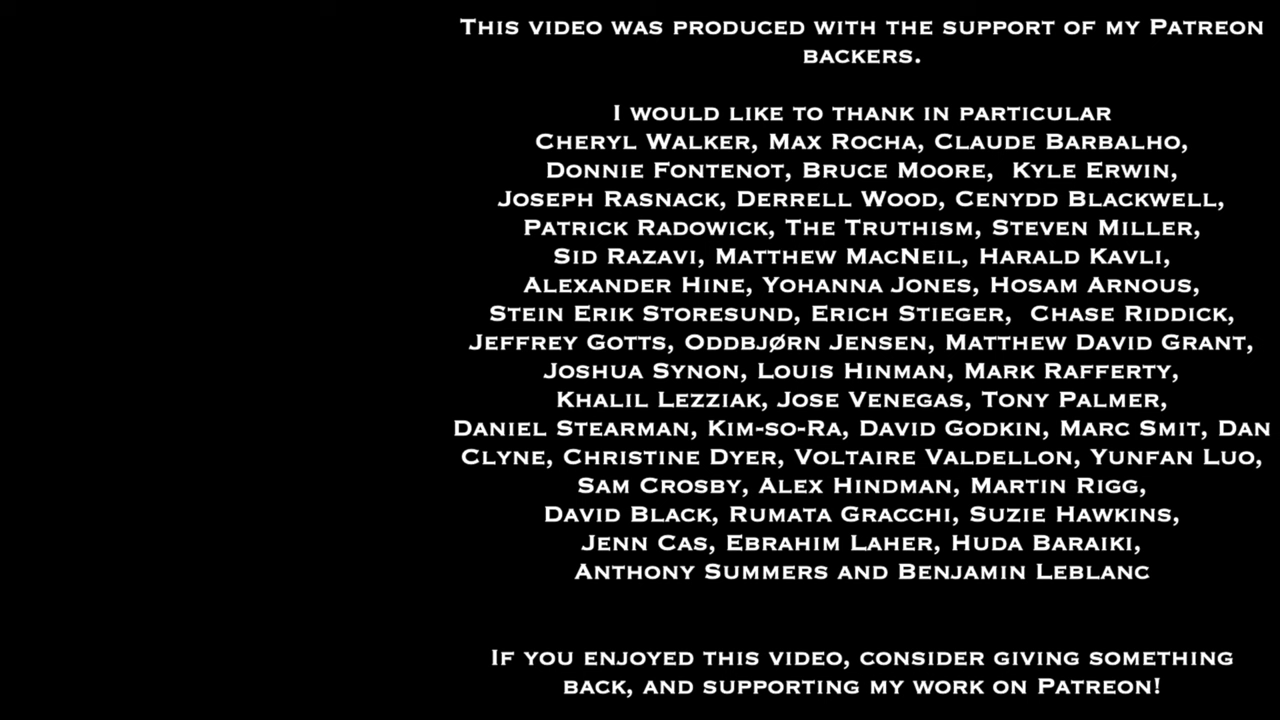 This video was produced with the support of my Patreon
backers.
I would like to thank in particular
Cheryl Walker, Max Rocha, Claude Barbalho,
Donnie Fontenot, Bruce Moore, Kyle Erwin,
Joseph Rasnack, Derrell Wood, Cenydd Blackwell,
Patrick Radowick, The Truthism, Steven Miller,
Sid Razavi, Matthew MacNeil, Harald Kavli,
Alexander Hine, Yohanna Jones, Hosam Arnous,
Stein Erik Storesund, Erich Stieger, Chase Riddick,
Jeffrey Gotts, Oddbjørn Jensen, Matthew David Grant,
Joshua Synon, Louis Hinman, Mark Rafferty,
Khalil Lezziak, Jose Venegas, Tony Palmer,
Daniel Stearman, Kim-so-Ra, David Godkin, Marc Smit, Dan
Clyne, Christine Dyer, Voltaire Valdellon, Yunfan Luo,
Sam Crosby, Alex Hindman, Martin Rigg,
David Black, Rumata Gracchi, Suzie Hawkins,
Jenn Cas, Ebrahim Laher, Huda Baraiki,
Anthony Summers and Benjamin Leblanc
If you enjoyed this video, consider giving something
back, and supporting my work on Patreon!